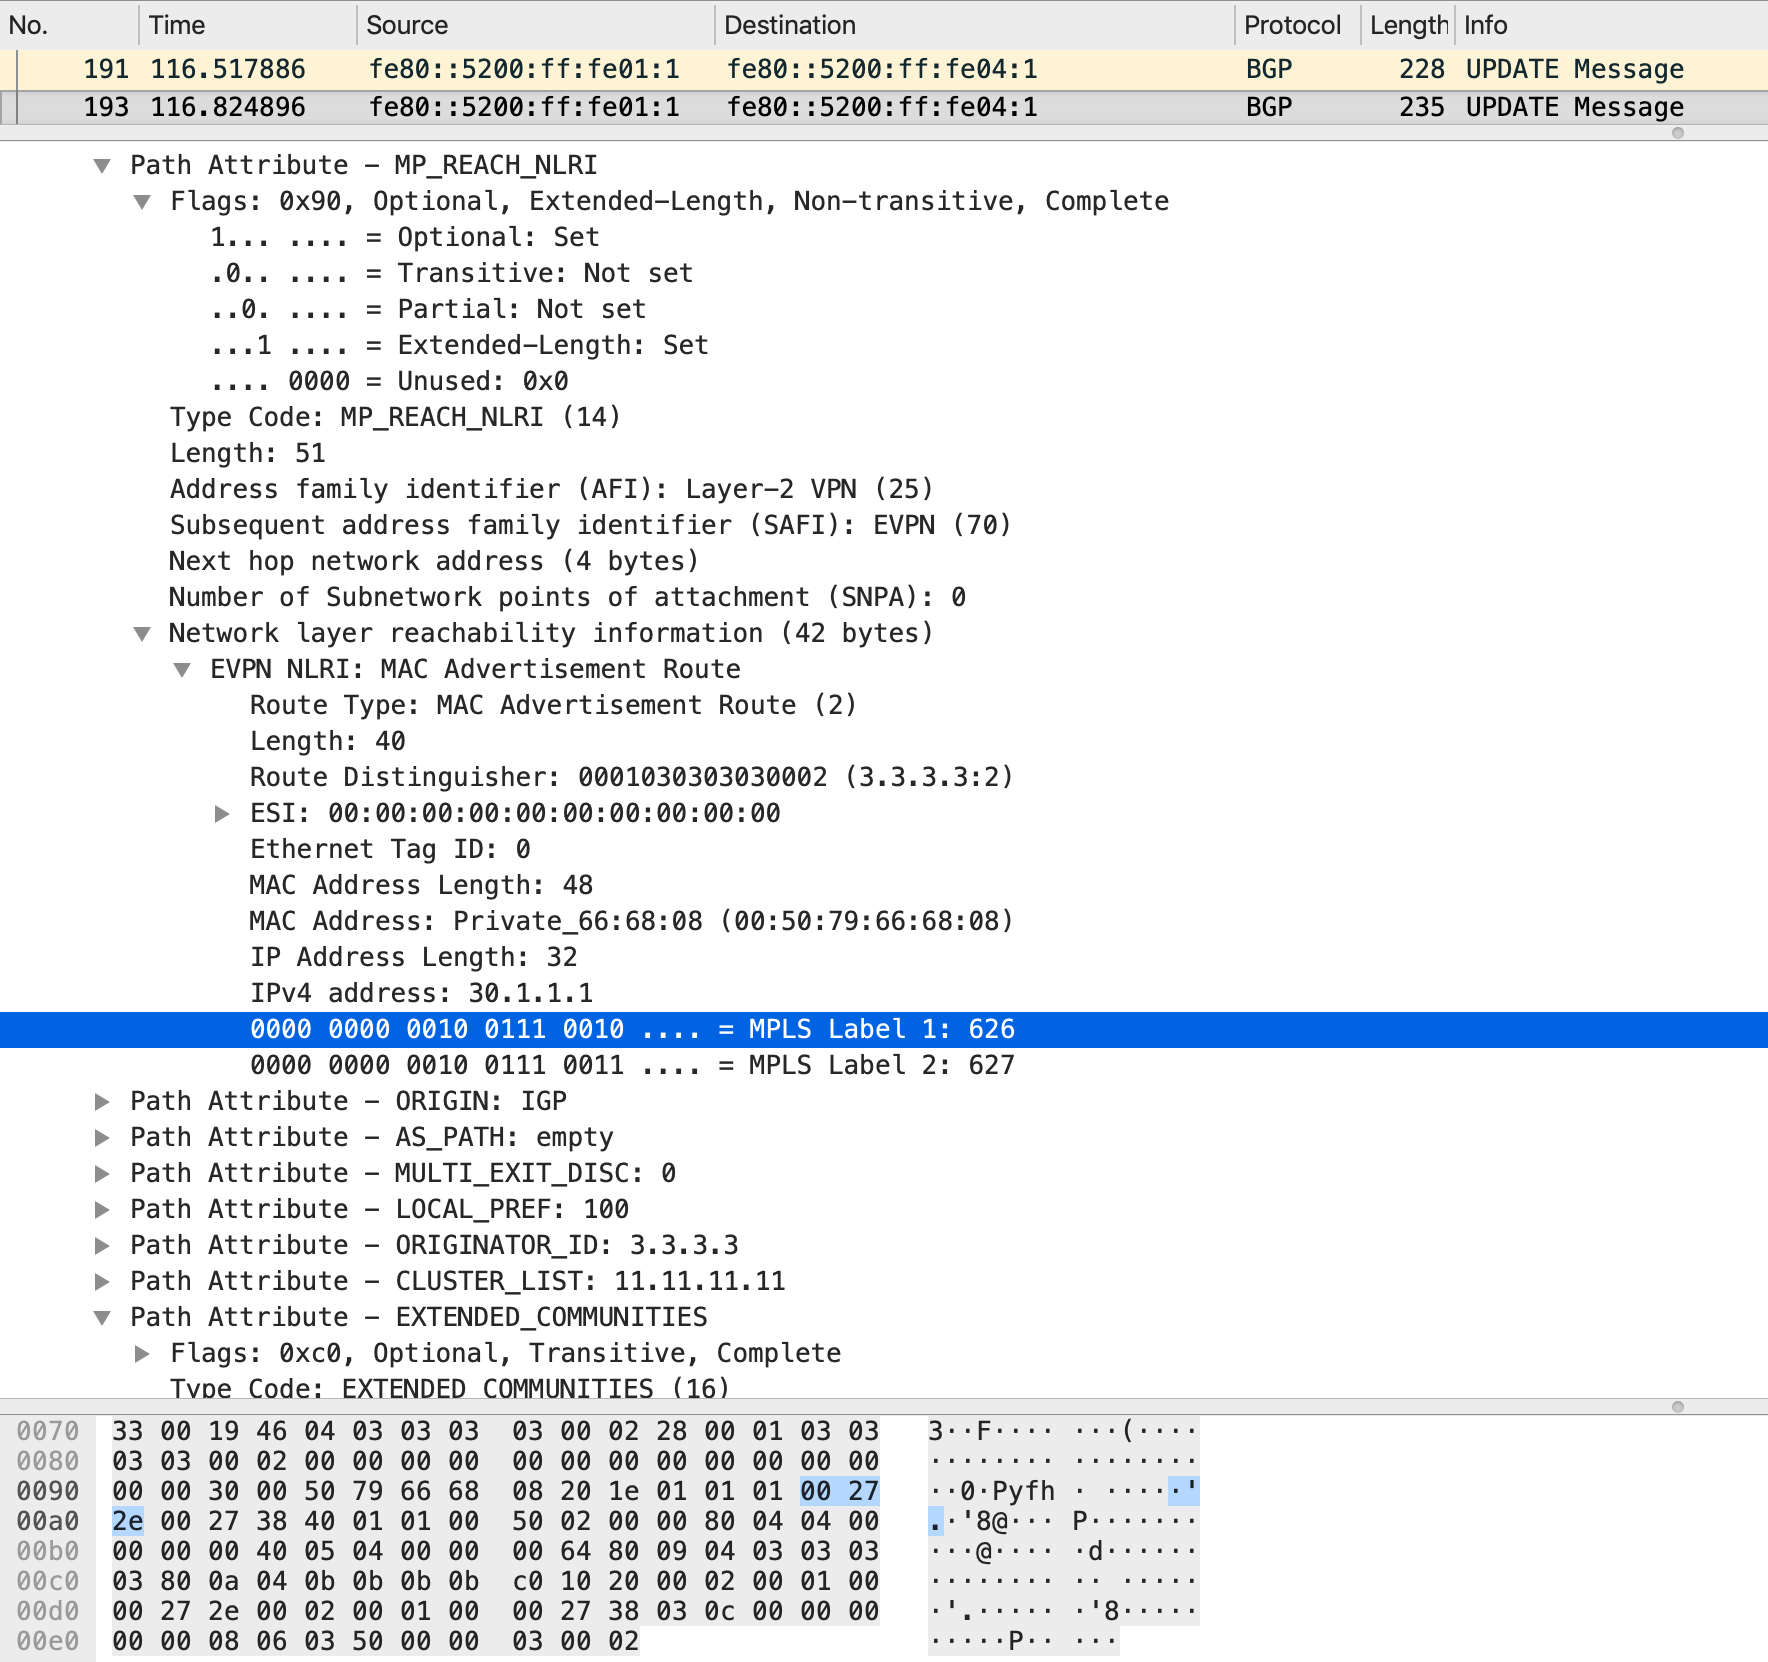 No. Time Source Destination Protocol Length Info
191 116.517886 fe80::5200:ff:fe01:1 fe80::5200:ff:fe04:1 BGP 228 UPDATE Message
193 116.824896 fe80::5200:ff:fe01:1 fe80::5200:ff:fe04:1 BGP 235 UPDATE Message
Path Attribute – MP_REACH_NLRI
Flags: 0x90, Optional, Extended–Length, Non–transitive, Complete
1... .... = Optional: Set
.0.. .... = Transitive: Not set
..0. .... = Partial: Not set
...1 .... = Extended–Length: Set
.... 0000 = Unused: 0x0
Type Code: MP_REACH_NLRI (14)
Length: 51
Address family identifier (AFI): Layer–2 VPN (25)
Subsequent address family identifier (SAFI): EVPN (70)
Next hop network address (4 bytes)
Number of Subnetwork points of attachment (SNPA): 0
Network layer reachability information (42 bytes)
EVPN NLRI: MAC Advertisement Route
Route Type: MAC Advertisement Route (2)
Length: 40
Route Distinguisher: 0001030303030002 (3.3.3.3:2)
ESI: 00:00:00:00:00:00:00:00:00:00
Ethernet Tag ID: 0
MAC Address Length: 48
MAC Address: Private_66:68:08 (00:50:79:66:68:08)
IP Address Length: 32
IPv4 address: 30.1.1.1
0000 0000 0010 0111 0010 .... = MPLS Label 1: 626
0000 0000 0010 0111 0011 .... = MPLS Label 2: 627
Path Attribute – ORIGIN: IGP
Path Attribute – AS_PATH: empty
Path Attribute – MULTI_EXIT_DISC: 0
Path Attribute – LOCAL_PREF: 100
Path Attribute – ORIGINATOR_ID: 3.3.3.3
Path Attribute – CLUSTER_LIST: 11.11.11.11
Path Attribute – EXTENDED_COMMUNITIES
Flags: 0xc0, Optional, Transitive, Complete
Type Code: EXTENDED_COMMUNITIES (16)
0070 33 00 19 46 04 03 03 03 03 00 02 28 00 01 03 03 3··F···· ···(····
0080 03 03 00 02 00 00 00 00 00 00 00 00 00 00 00 00 ········ ········
0090 00 00 30 00 50 79 66 68 08 20 1e 01 01 01 00 27 ··0·Pyfh · ·····'
00a0 2e 00 27 38 40 01 01 00 50 02 00 00 80 04 04 00 .·'8@··· P·······
00b0 00 00 00 40 05 04 00 00 00 64 80 09 04 03 03 03 ···@···· ·d······
00c0 03 80 0a 04 0b 0b 0b 0b c0 10 20 00 02 00 01 00 ········ ·· ·····
00d0 00 27 2e 00 02 00 01 00 00 27 38 03 0c 00 00 00 ·'.····· ·'8·····
00e0 00 00 08 06 03 50 00 00 03 00 02 ·····P·· ···